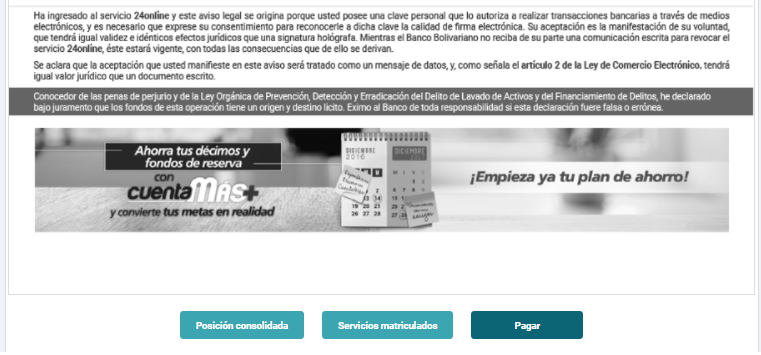 Ha ingresado al servicio 24online y este aviso legal se origina porque usted posee una clave personal que lo autoriza a realizar transacciones bancarias a través de medios
electrónicos, y es necesario que exprese su consentimiento para reconocerle a dicha clave la calidad de firma electrónica. Su aceptación es la manifestación de su voluntad,
que tendrá igual validez e idénticos efectos jurídicos que una signatura hológrafa. Mientras el Banco Bolivariano no reciba de su parte una comunicación escrita para revocar el
servicio 24online, éste estará vigente, con todas las consecuencias que de ello se derivan.
Se aclara que la aceptación que usted manifieste en este aviso será tratado como un mensaje de datos, y, como señala el artículo 2 de la Ley de Comercio Electrónico, tendrá
igual valor jurídico que un documento escrito.
Conocedor de las penas de perjurio y de la Ley Orgánica de Prevención, Detección y Erradicación del Delito de Lavado de Activos y del Financiamiento de Delitos, he declarado
bajo juramento que los fondos de esta operación tiene un origen y destino lícito. Eximo al Banco de toda responsabilidad si esta declaración fuere falsa o errónea.
Ahorra tus décimos y
fondos de reserva
con
cuentaMÁS+
y convierte tus metas en realidad
DICIEMBRE
2016
DICIEMBRE
¡Empieza ya tu plan de ahorro!
Posición consolidada
Servicios matriculados
Pagar